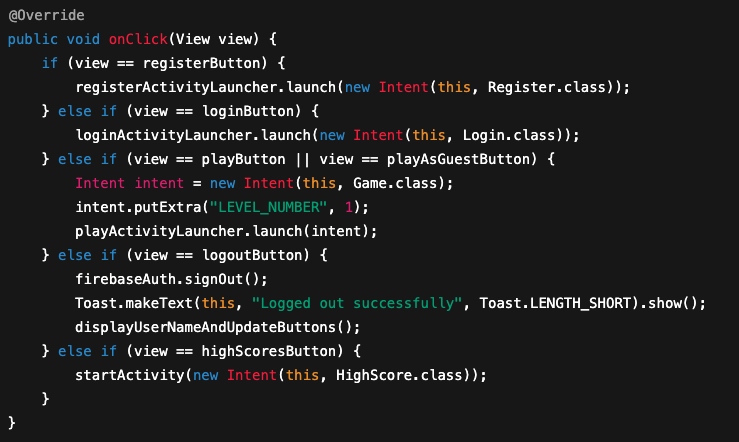 @Override
public void onClick(View view) {
    if (view == registerButton) {
        registerActivityLauncher.launch(new Intent(this, Register.class));
    } else if (view == loginButton) {
        loginActivityLauncher.launch(new Intent(this, Login.class));
    } else if (view == playButton || view == playAsGuestButton) {
        Intent intent = new Intent(this, Game.class);
        intent.putExtra("LEVEL_NUMBER", 1);
        playActivityLauncher.launch(intent);
    } else if (view == logoutButton) {
        firebaseAuth.signOut();
        Toast.makeText(this, "Logged out successfully", Toast.LENGTH_SHORT).show();
        displayUserNameAndUpdateButtons();
    } else if (view == highScoresButton) {
        startActivity(new Intent(this, HighScore.class));
    }
}